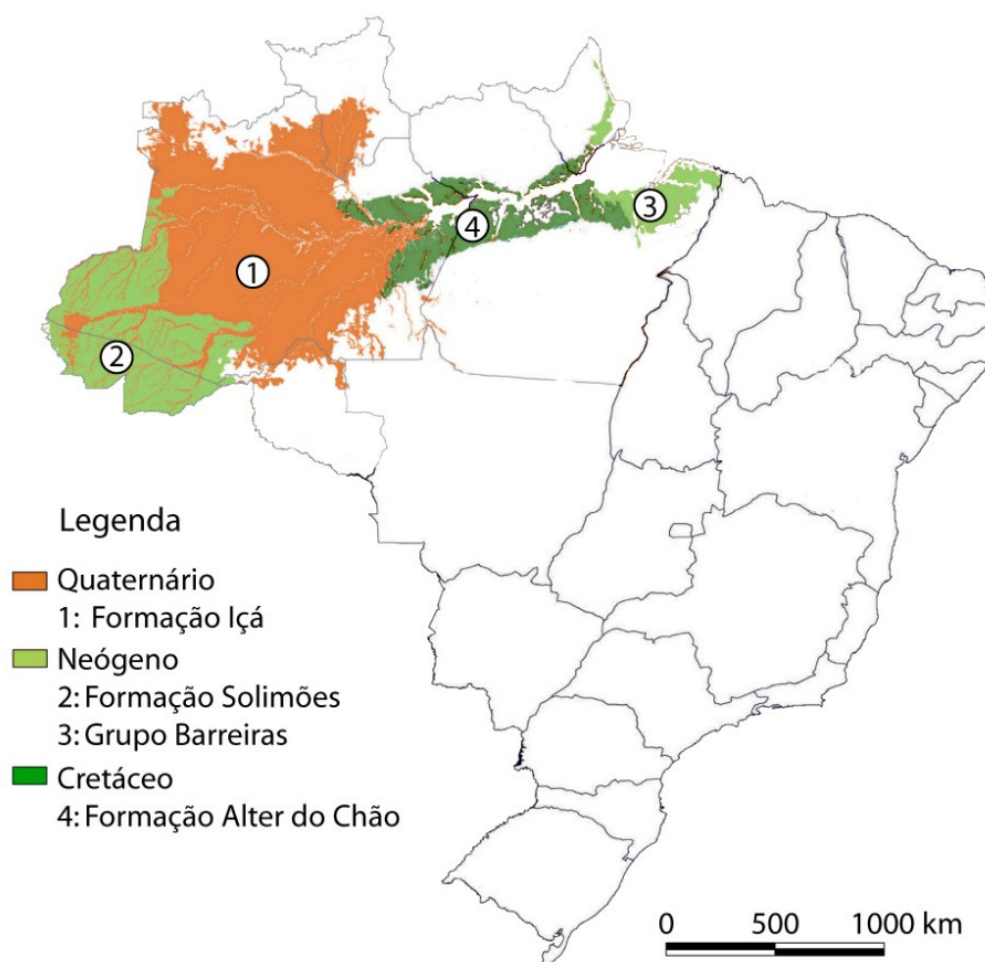 1
2
3
4
Legenda
Quaternário
1: Formação Içá
Neógeno
2: Formação Solimões
3: Grupo Barreiras
Cretáceo
4: Formação Alter do Chão
0 500 1000 km